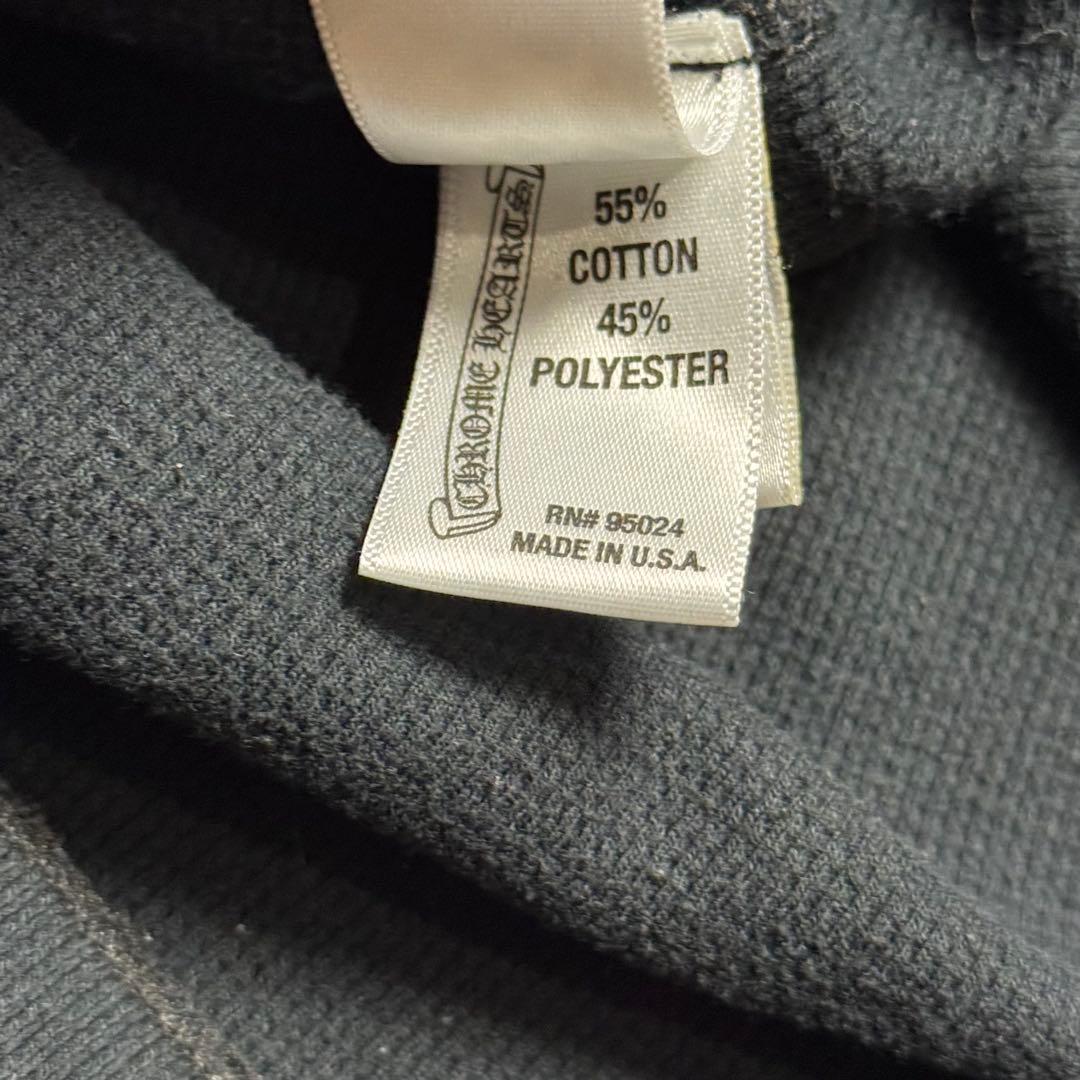 CHROME HEARTS
55%
COTTON
45%
POLYESTER
RN# 95024
MADE IN U.S.A.